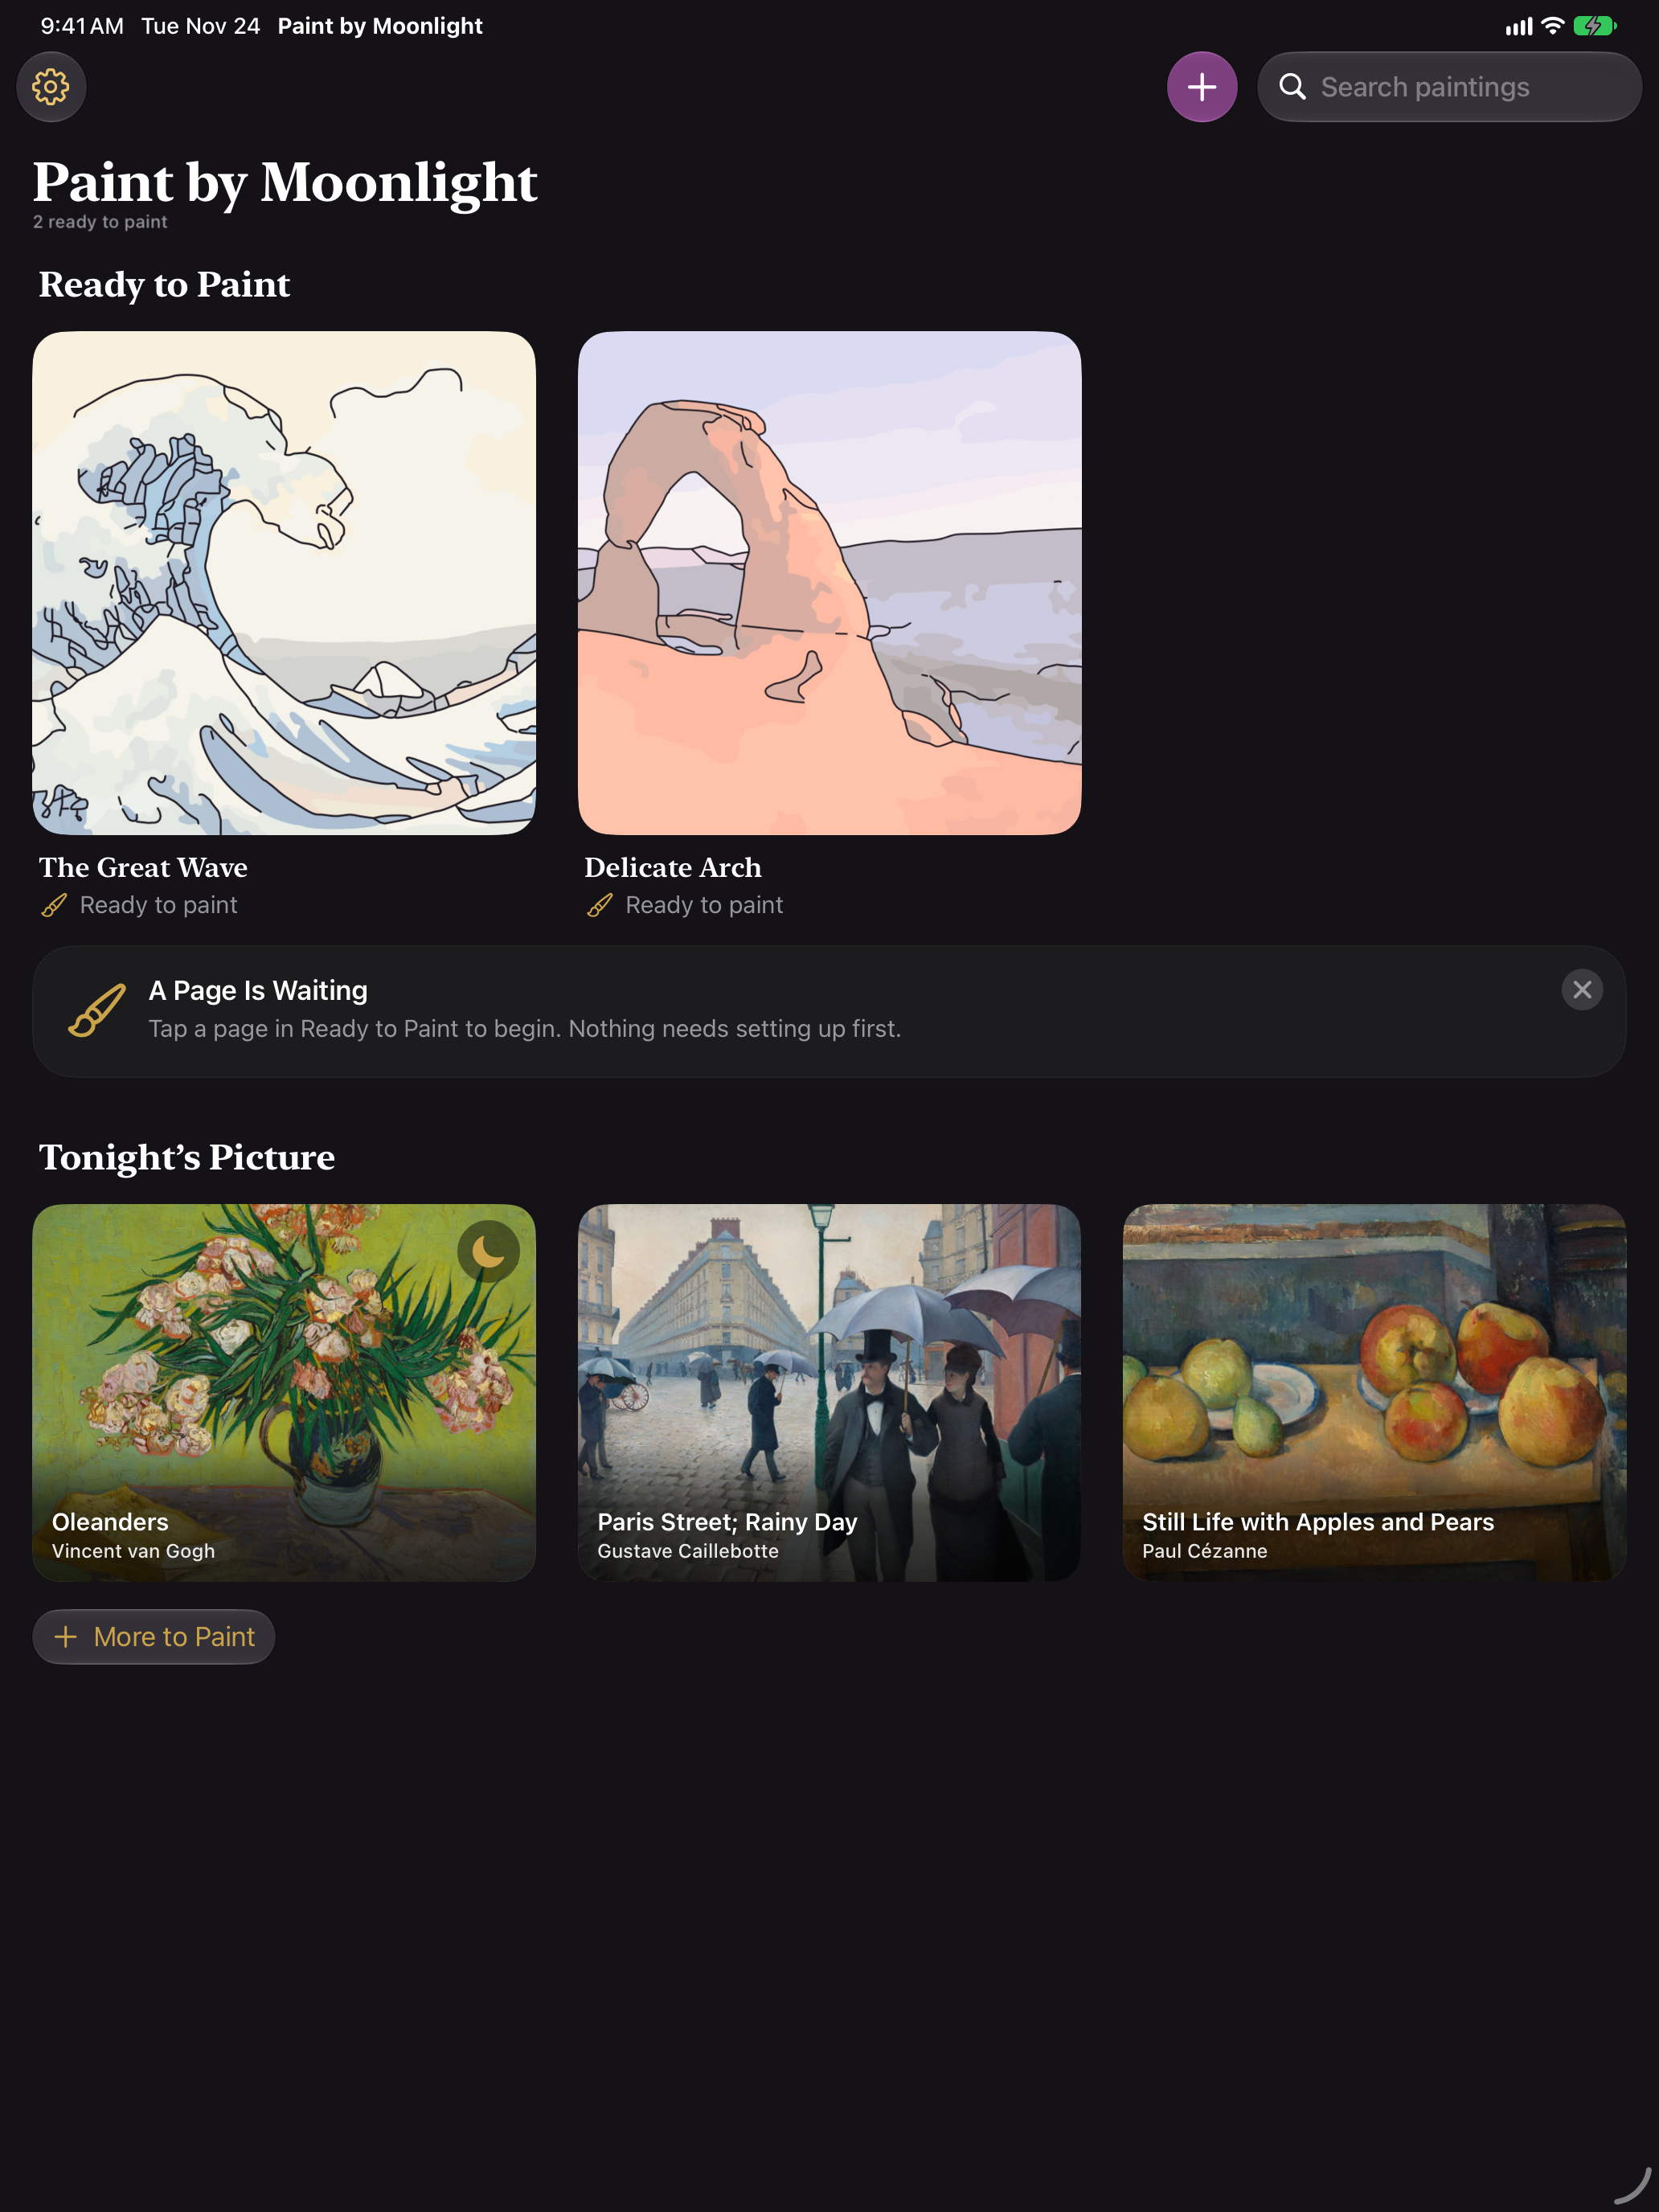 9:41 AM Tue Nov 24 Paint by Moonlight
Search paintings
Paint by Moonlight
2 ready to paint
Ready to Paint
The Great Wave
Ready to paint
Delicate Arch
Ready to paint
A Page Is Waiting
Tap a page in Ready to Paint to begin. Nothing needs setting up first.
Tonight’s Picture
Oleanders
Vincent van Gogh
Paris Street; Rainy Day
Gustave Caillebotte
Still Life with Apples and Pears
Paul Cézanne
More to Paint